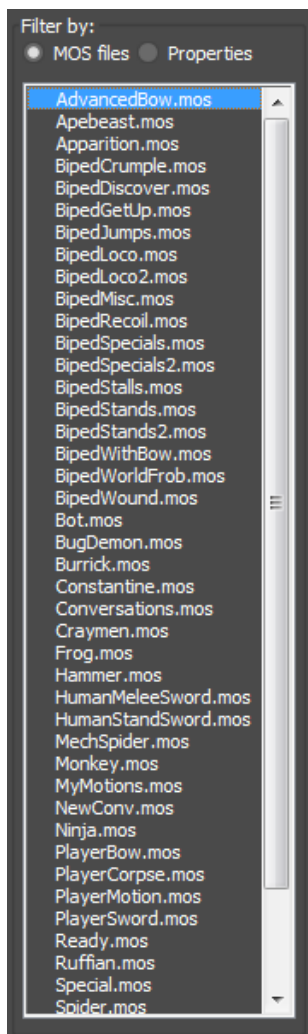 Filter by:
MOS files Properties
AdvancedBow.mos
Apebeast.mos
Apparition.mos
BipedCrumple.mos
BipedDiscover.mos
BipedGetUp.mos
BipedJumps.mos
BipedLoco.mos
BipedLoco2.mos
BipedMisc.mos
BipedRecoil.mos
BipedSpecials.mos
BipedSpecials2.mos
BipedStalls.mos
BipedStands.mos
BipedStands2.mos
BipedWithBow.mos
BipedWorldFrob.mos
BipedWound.mos
Bot.mos
BugDemon.mos
Burrick.mos
Constantine.mos
Conversations.mos
Craymen.mos
Frog.mos
Hammer.mos
HumanMeleeSword.mos
HumanStandSword.mos
MechSpider.mos
Monkey.mos
MyMotions.mos
NewConv.mos
Ninja.mos
PlayerBow.mos
PlayerCorpse.mos
PlayerMotion.mos
PlayerSword.mos
Ready.mos
Ruffian.mos
Special.mos
Spider.mos